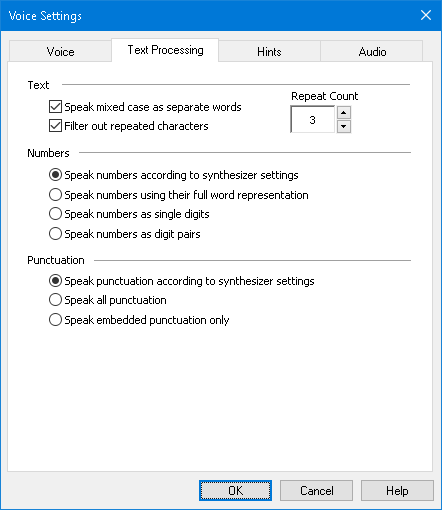 Voice Settings
Voice
Text Processing
Hints
Audio
Text
Repeat Count
Speak mixed case as separate words
3
Filter out repeated characters
Numbers
Speak numbers according to synthesizer settings
Speak numbers using their full word representation
Speak numbers as single digits
Speak numbers as digit pairs
Punctuation
Speak punctuation according to synthesizer settings
Speak all punctuation
Speak embedded punctuation only
OK
Cancel
Help